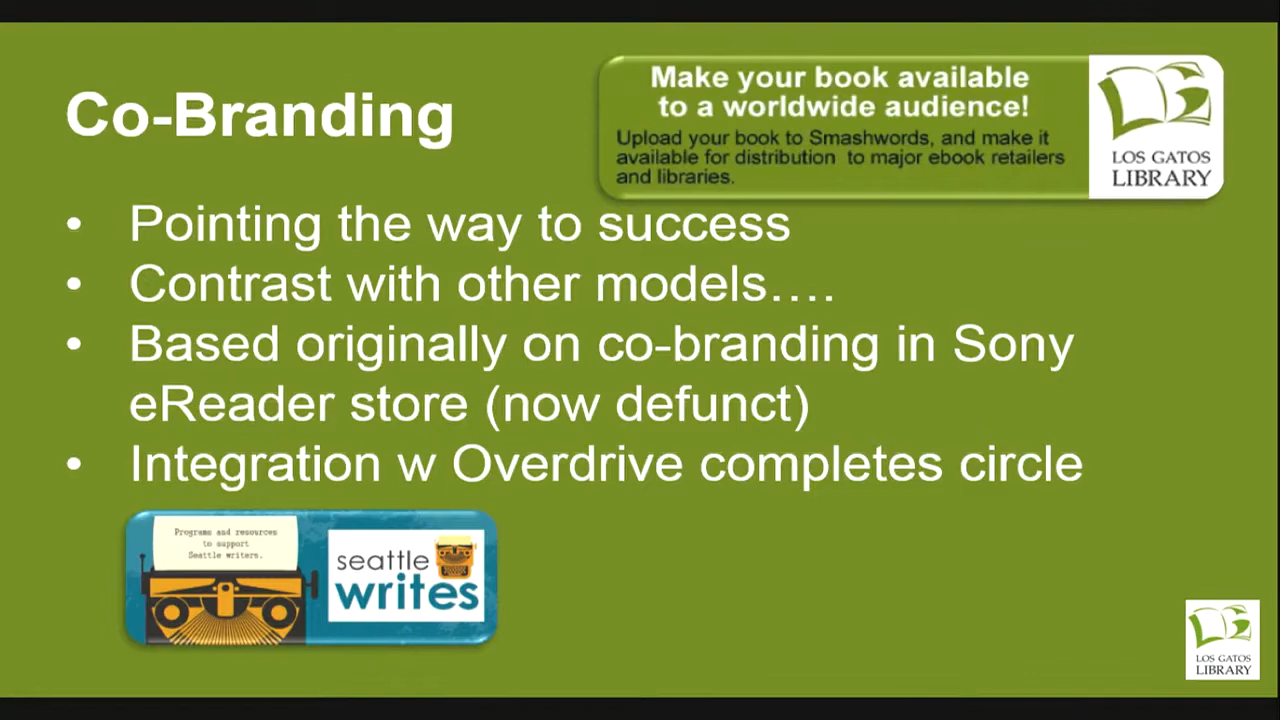 Co-Branding
Make your book available
to a worldwide audience!
Upload your book to Smashwords, and make it
available for distribution to major ebook retailers
and libraries.
LOS GATOS
LIBRARY
• Pointing the way to success
• Contrast with other models....
• Based originally on co-branding in Sony
eReader store (now defunct)
• Integration w Overdrive completes circle
Programs and resources
to support
Seattle writers.
seattle
writes
LOS GATOS
LIBRARY